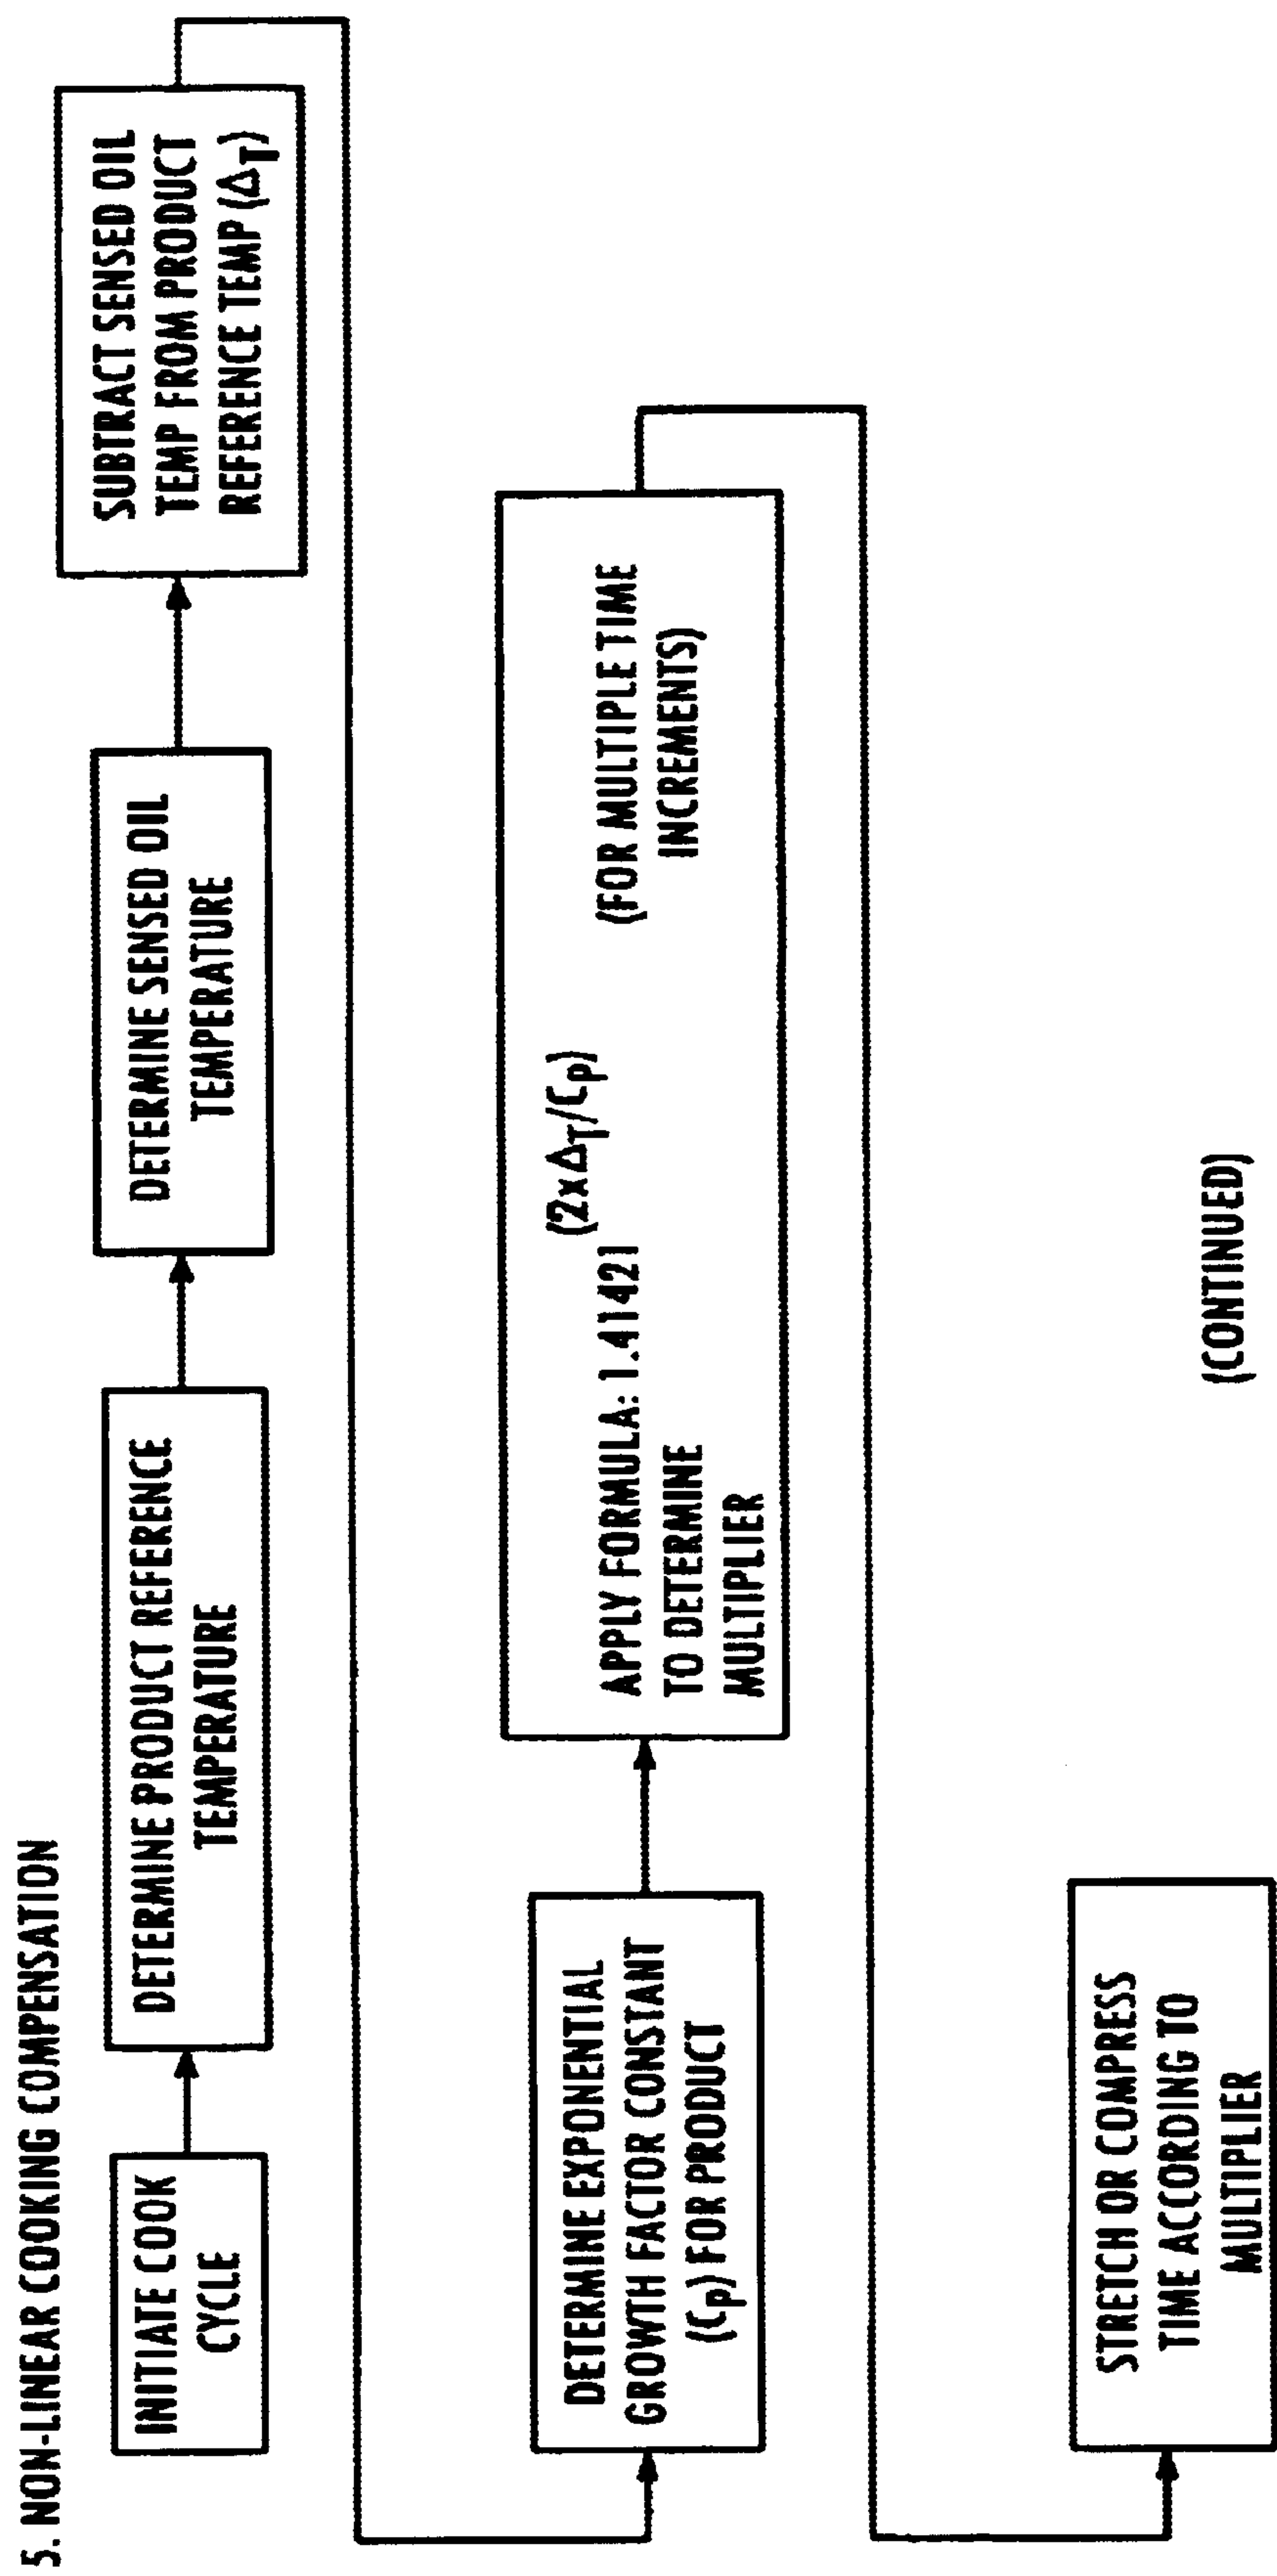 5. NON-LINEAR COOKING COMPENSATION
INITIATE COOK
CYCLE
DETERMINE PRODUCT REFERENCE
TEMPERATURE
DETERMINE SENSED OIL
TEMPERATURE
SUBTRACT SENSED OIL
TEMP FROM PRODUCT
REFERENCE TEMP (ΔT)
DETERMINE EXPONENTIAL
GROWTH FACTOR CONSTANT
(Cp) FOR PRODUCT
(2xΔT/Cp)
APPLY FORMULA: 1.41421
TO DETERMINE
MULTIPLIER
(FOR MULTIPLE TIME
INCREMENTS)
STRETCH OR COMPRESS
TIME ACCORDING TO
MULTIPLIER
(CONTINUED)